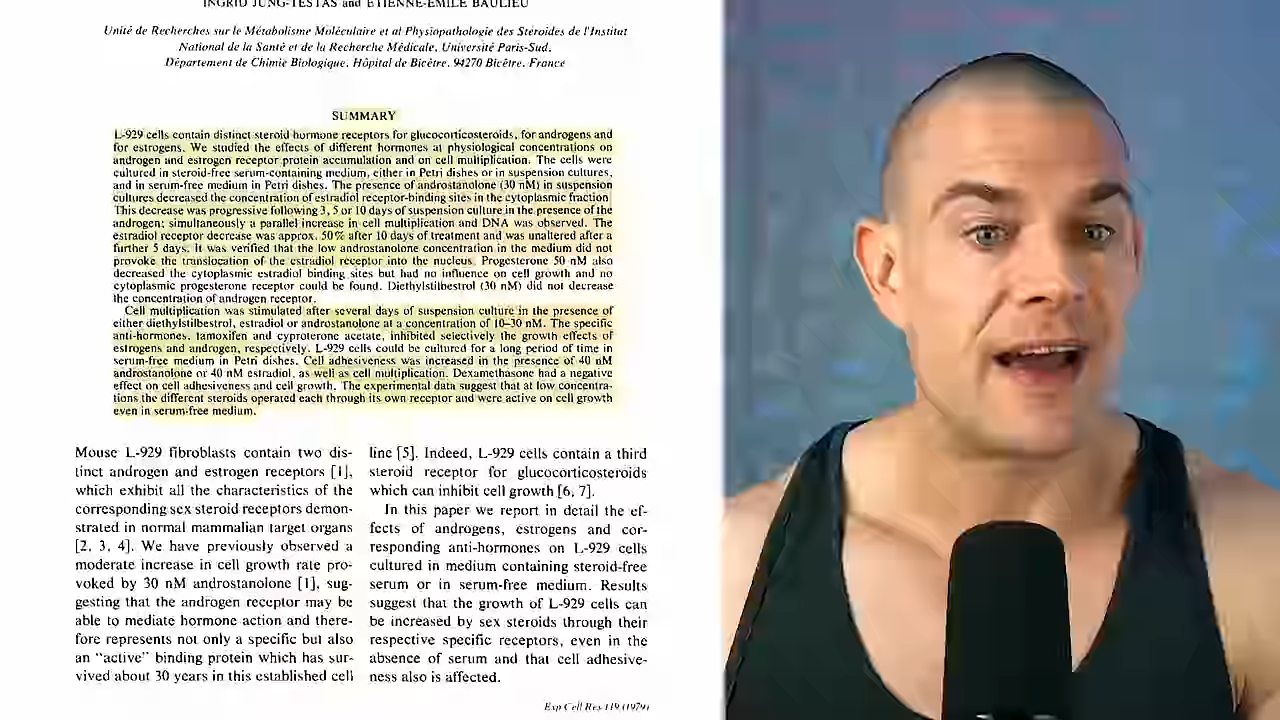 INGRID JUNG-TESTAS and ETIENNE-EMILE BAULIEU
Unité de Recherches sur le Métabolisme Moléculaire et al Physiopathologie des Stéroides de l'Institut
National de la Santé et de la Recherche Médicale, Université Paris-Sud,
Département de Chimie Biologique, Hôpital de Bicêtre, 94270 Bicêtre, France
SUMMARY
L-929 cells contain distinct steroid hormone receptors for glucocorticosteroids, for androgens and
for estrogens. We studied the effects of different hormones at physiological concentrations on
androgen and estrogen receptor protein accumulation and on cell multiplication. The cells were
cultured in steroid-free serum-containing medium, either in Petri dishes or in suspension cultures,
and in serum-free medium in Petri dishes. The presence of androstanolone (30 nM) in suspension
cultures decreased the concentration of estradiol receptor-binding sites in the cytoplasmic fraction
This decrease was progressive following 3, 5 or 10 days of suspension culture in the presence of the
androgen; simultaneously a parallel increase in cell multiplication and DNA was observed. The
estradiol receptor decrease was approx. 50% after 10 days of treatment and was unaltered after a
further 5 days. It was verified that the low androstanolone concentration in the medium did not
provoke the translocation of the estradiol receptor into the nucleus. Progesterone 50 nM also
decreased the cytoplasmic estradiol binding sites but had no influence on cell growth and no
cytoplasmic progesterone receptor could be found. Diethylstilbestrol (30 nM) did not decrease
the concentration of androgen receptor.
Cell multiplication was stimulated after several days of suspension culture in the presence of
either diethylstilbestrol, estradiol or androstanolone at a concentration of 10–30 nM. The specific
anti-hormones, tamoxifen and cyproterone acetate, inhibited selectively the growth effects of
estrogens and androgen, respectively. L-929 cells could be cultured for a long period of time in
serum-free medium in Petri dishes. Cell adhesiveness was increased in the presence of 40 nM
androstanolone or 40 nM estradiol, as well as cell multiplication. Dexamethasone had a negative
effect on cell adhesiveness and cell growth. The experimental data suggest that at low concentra-
tions the different steroids operated each through its own receptor and were active on cell growth
even in serum-free medium.
Mouse L-929 fibroblasts contain two dis-
tinct androgen and estrogen receptors [1],
which exhibit all the characteristics of the
corresponding sex steroid receptors demon-
strated in normal mammalian target organs
[2, 3, 4]. We have previously observed a
moderate increase in cell growth rate pro-
voked by 30 nM androstanolone [1], sug-
gesting that the androgen receptor may be
able to mediate hormone action and there-
fore represents not only a specific but also
an "active" binding protein which has sur-
vived about 30 years in this established cell
line [5]. Indeed, L-929 cells contain a third
steroid receptor for glucocorticosteroids
which can inhibit cell growth [6, 7].
In this paper we report in detail the ef-
fects of androgens, estrogens and cor-
responding anti-hormones on L-929 cells
cultured in medium containing steroid-free
serum or in serum-free medium. Results
suggest that the growth of L-929 cells can
be increased by sex steroids through their
respective specific receptors, even in the
absence of serum and that cell adhesive-
ness also is affected.
Exp Cell Res 119 (1979)